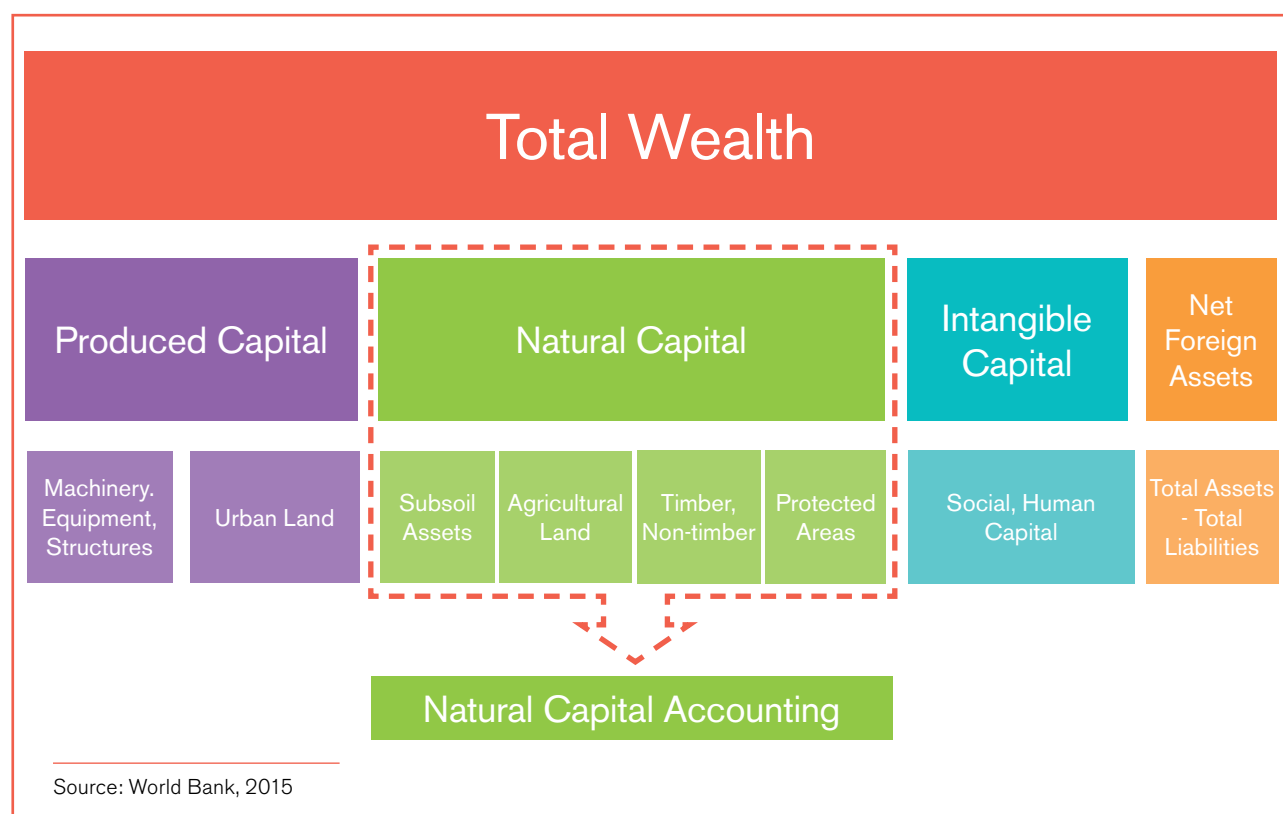 Total Wealth
Produced Capital
Natural Capital
Intangible
Capital
Net
Foreign
Assets
Machinery.
Equipment,
Structures
Urban Land
Subsoil
Assets
Agricultural
Land
Timber,
Non-timber
Protected
Areas
Social, Human
Capital
Total Assets
- Total
Liabilities
Natural Capital Accounting
Source: World Bank, 2015